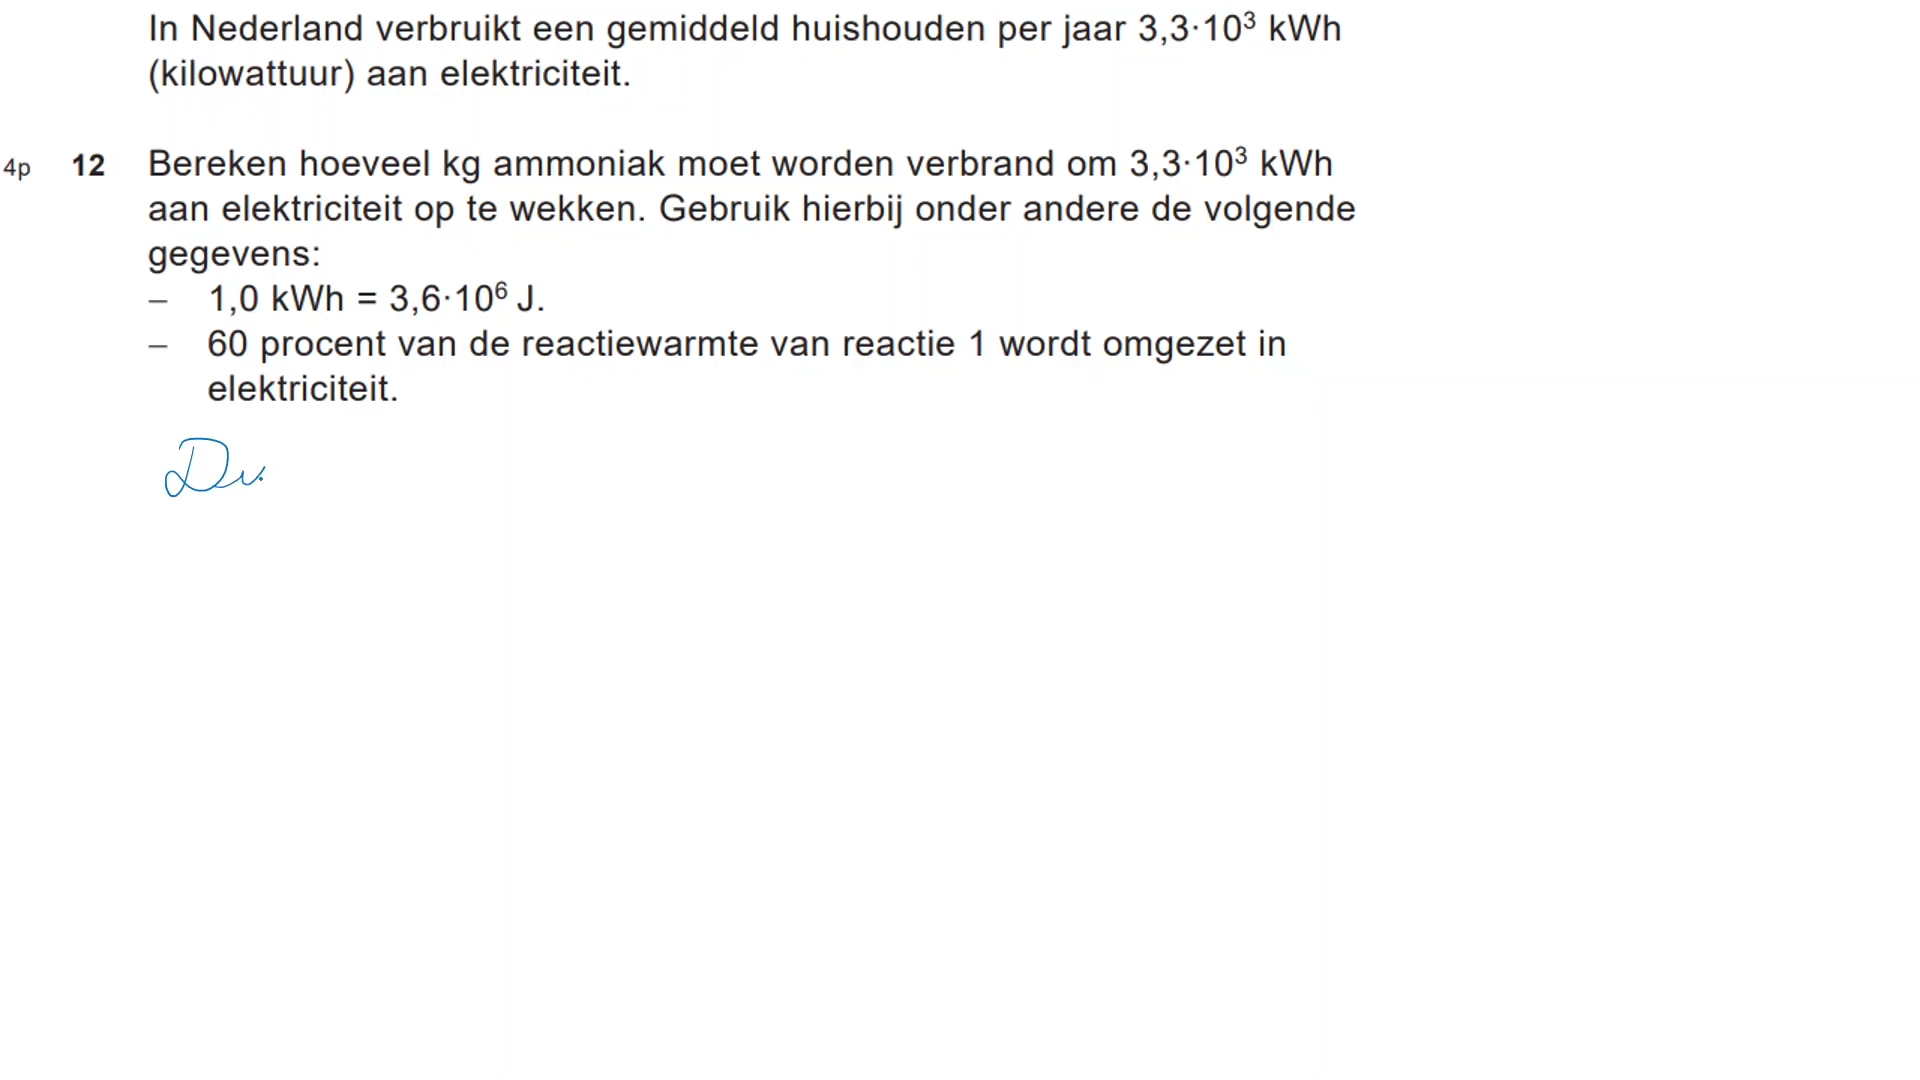 In Nederland verbruikt een gemiddeld huishouden per jaar 3,3·10³ kWh
(kilowattuur) aan elektriciteit.
4p 12 Bereken hoeveel kg ammoniak moet worden verbrand om 3,3·10³ kWh
aan elektriciteit op te wekken. Gebruik hierbij onder andere de volgende
gegevens:
– 1,0 kWh = 3,6·10⁶ J.
– 60 procent van de reactiewarmte van reactie 1 wordt omgezet in
elektriciteit.